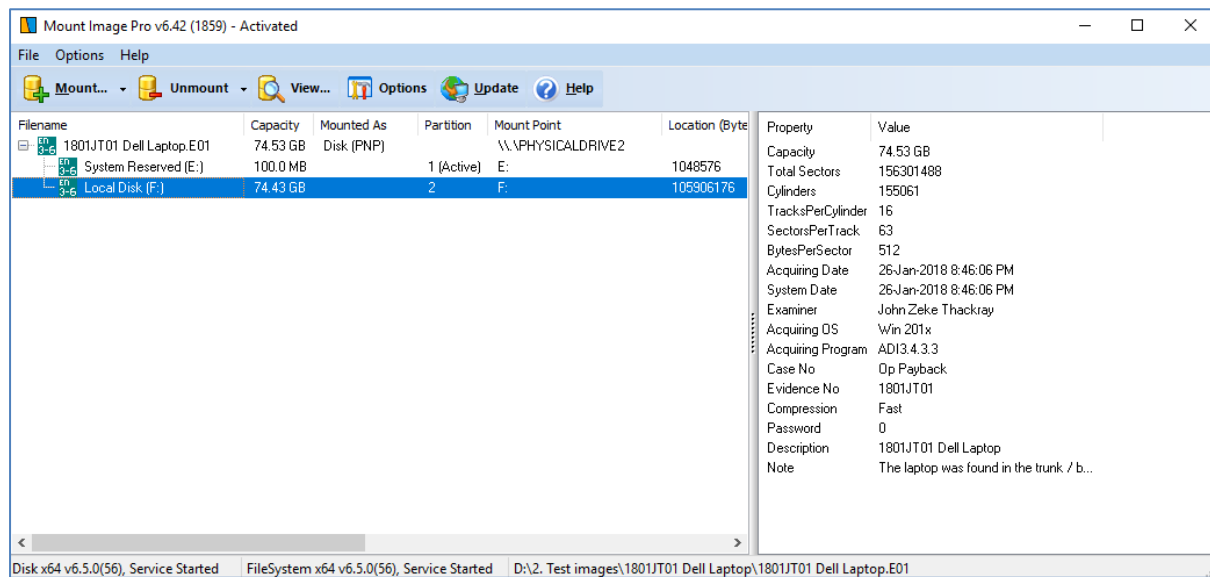 Mount Image Pro v6.42 (1859) - Activated
File Options Help
Mount... Unmount View... Options Update Help
Filename Capacity Mounted As Partition Mount Point Location (Byte
1801JT01 Dell Laptop.E01 74.53 GB Disk (PNP) \\.\PHYSICALDRIVE2
System Reserved (E:) 100.0 MB 1 (Active) E: 1048576
Local Disk (F:) 74.43 GB 2 F: 105906176
Property Value
Capacity 74.53 GB
Total Sectors 156301488
Cylinders 155061
TracksPerCylinder 16
SectorsPerTrack 63
BytesPerSector 512
Acquiring Date 26-Jan-2018 8:46:06 PM
System Date 26-Jan-2018 8:46:06 PM
Examiner John Zeke Thackray
Acquiring OS Win 201x
Acquiring Program ADI3.4.3.3
Case No Op Payback
Evidence No 1801JT01
Compression Fast
Password 0
Description 1801JT01 Dell Laptop
Note The laptop was found in the trunk / b...
Disk x64 v6.5.0(56), Service Started FileSystem x64 v6.5.0(56), Service Started D:\2. Test images\1801JT01 Dell Laptop\1801JT01 Dell Laptop.E01